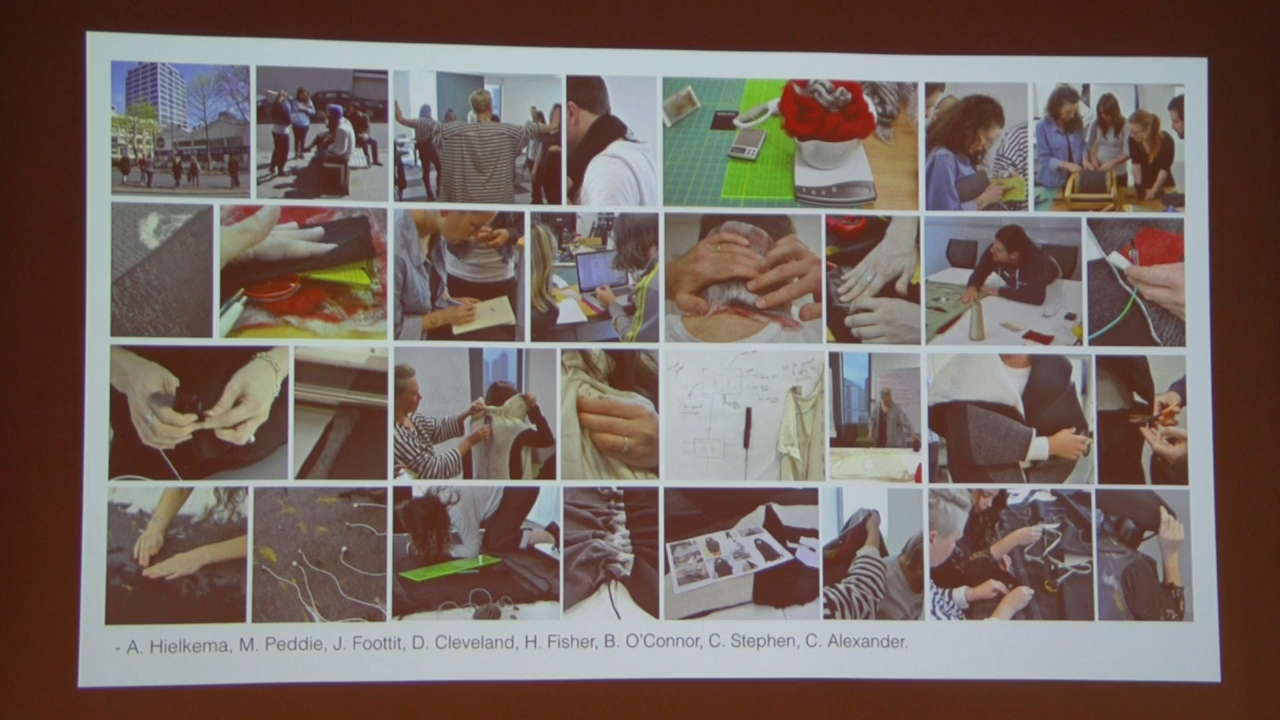 - A. Hielkema, M. Peddie, J. Foottit, D. Cleveland, H. Fisher, B. O'Connor, C. Stephen, C. Alexander.